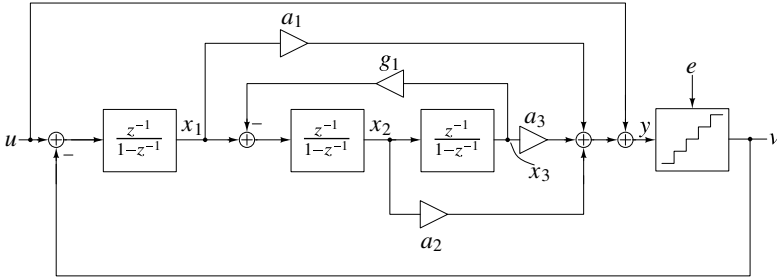 a₁
g₁
e
u
−
z⁻¹
1−z⁻¹
x₁
−
z⁻¹
1−z⁻¹
x₂
z⁻¹
1−z⁻¹
a₃
x₃
y
v
a₂